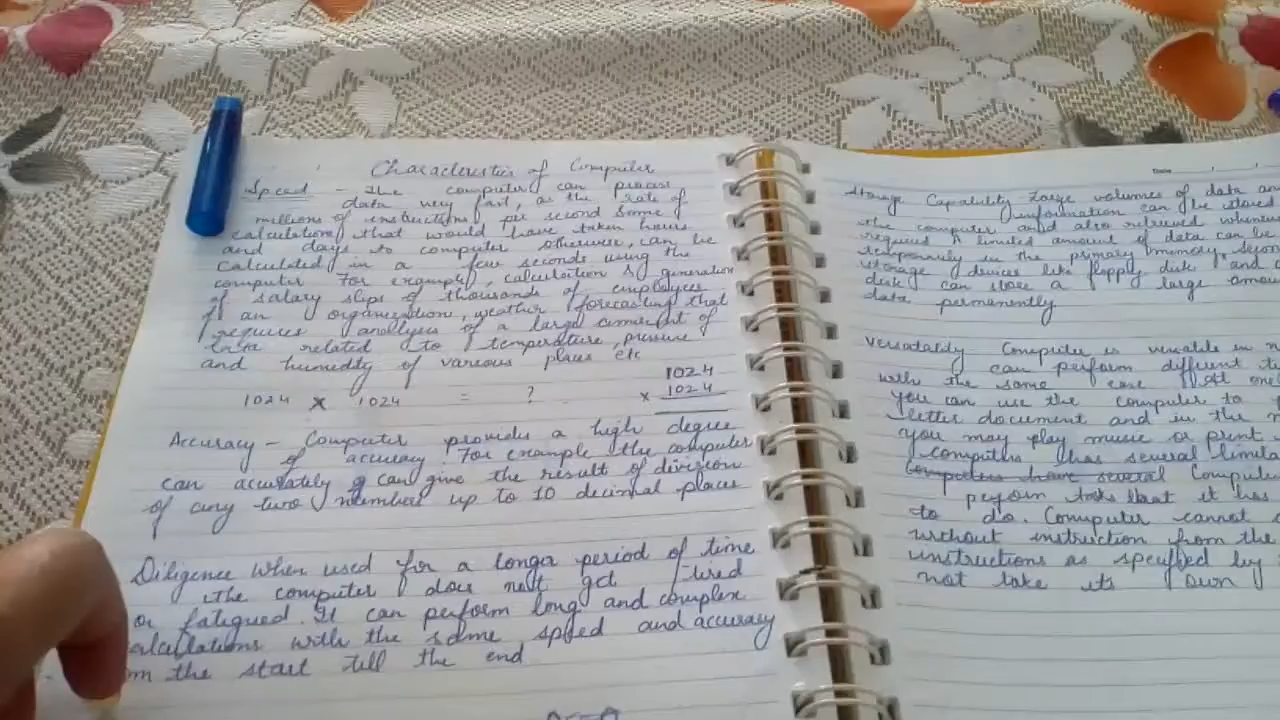 Characteristics of Computer
Speed - The computer can process
data very fast, as the rate of
millions of instructions per second some
calculation that would have taken hours
and days to computer otherwise, can be
calculated in a few seconds using the
computer For example, calculation & generation
of salary slips of thousands of employees
of an organization, weather forecasting that
requires analysis of a large amount of
data related to temperature, pressure
and humidity of various places etc
1024 × 1024 = ?
1024
× 1024
Accuracy - Computer provides a high degree
of accuracy For example the computer
can accurately can give the result of division
of any two number up to 10 decimal places
Diligence When used for a longer period of time
The computer does not get tired
or fatigued. It can perform long and complex
calculations with the same speed and accuracy
the start till the end
Date
Storage Capability Large volumes of data
information can be stored
the computer and also retrieved whenever
required A limited amount of data can be
temporarily in the primary memory,
storage devices like floppy disk and
disk can store a large
data permanently
Versatality Computer is versatile in
can perform diffrent
with the same ease At one
you can use the computer to
letter document and in the
you may play music or print
computers has several
computers have several Computer
perform that it has
to do. Computer cannot
without instruction from the
instructions as specified by
not take its own